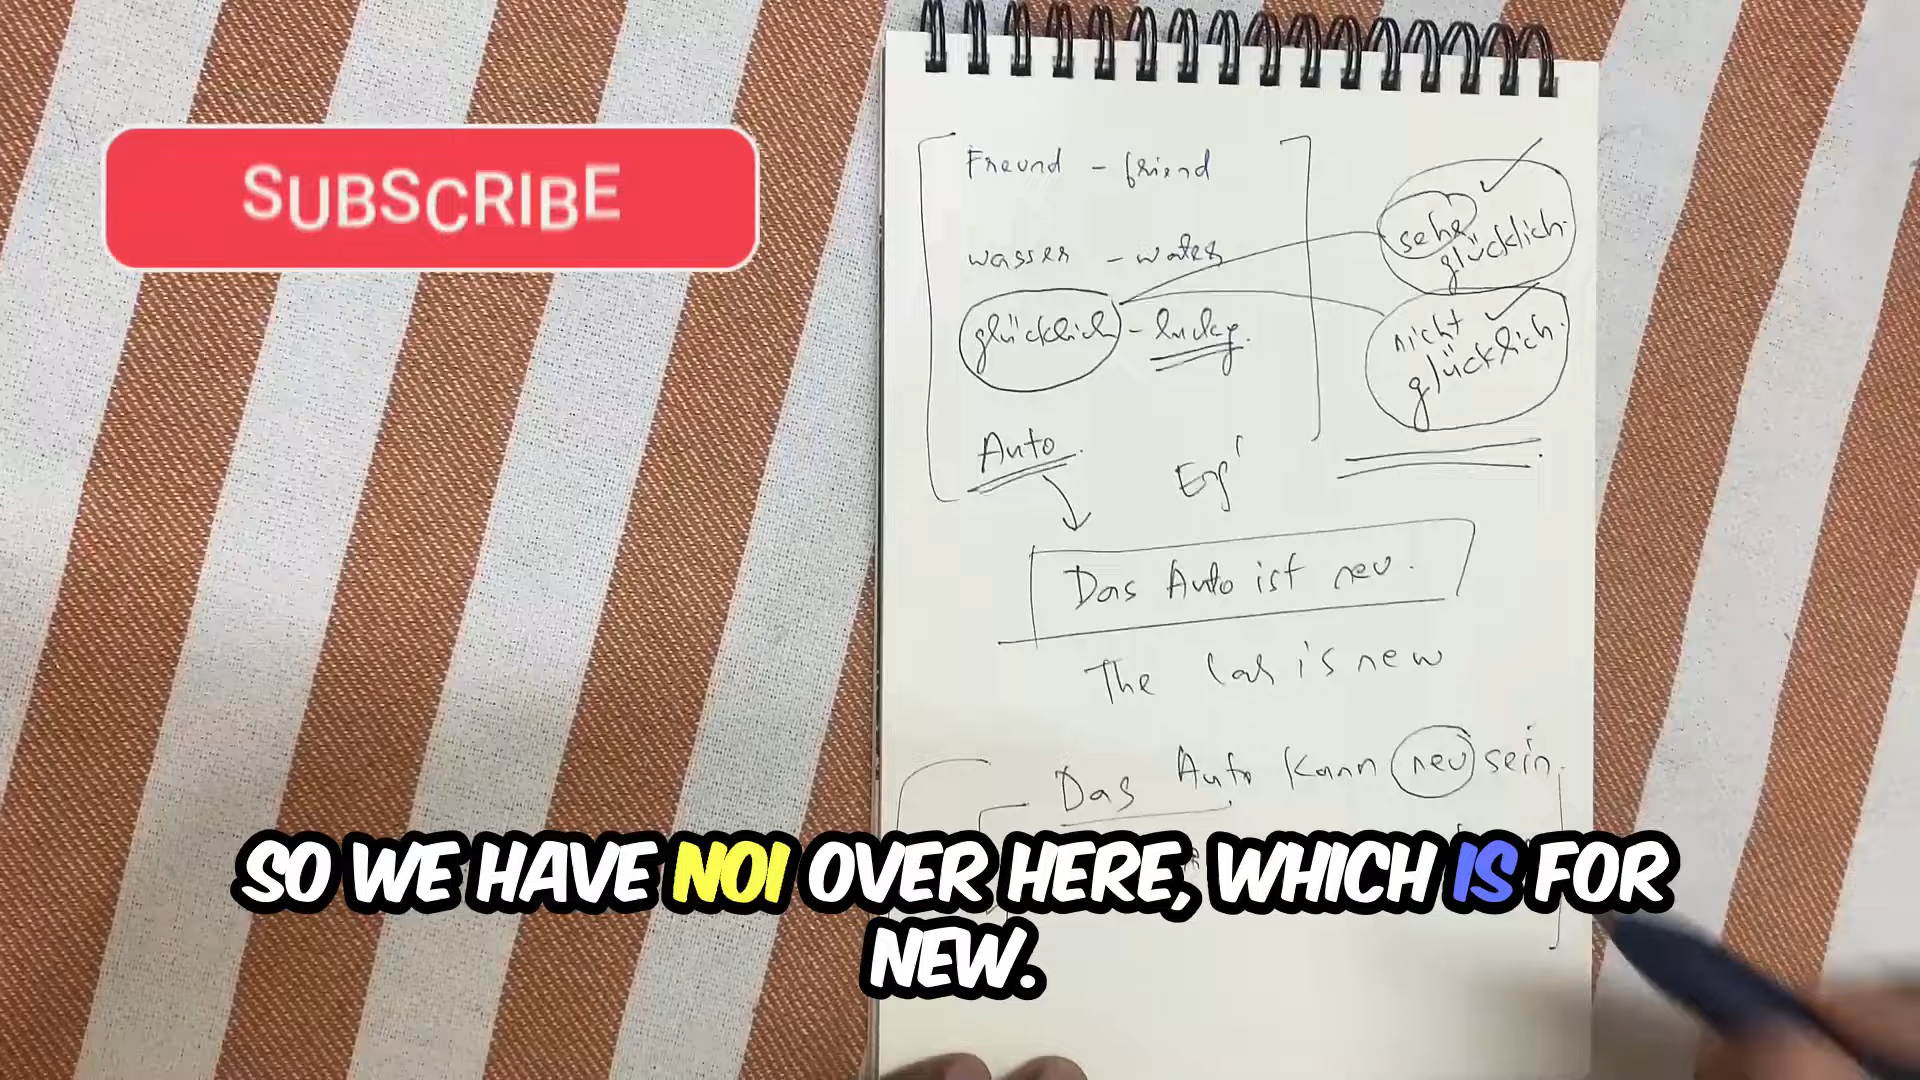 SUBSCRIBE
Freund - friend
wasser - water
glücklich - lucky.
sehr
glücklich.
nicht
glücklich.
Auto.
Das Auto ist neu.
The Car is new
Das Auto kann neu sein.
SO WE HAVE NOI OVER HERE, WHICH IS FOR
NEW.